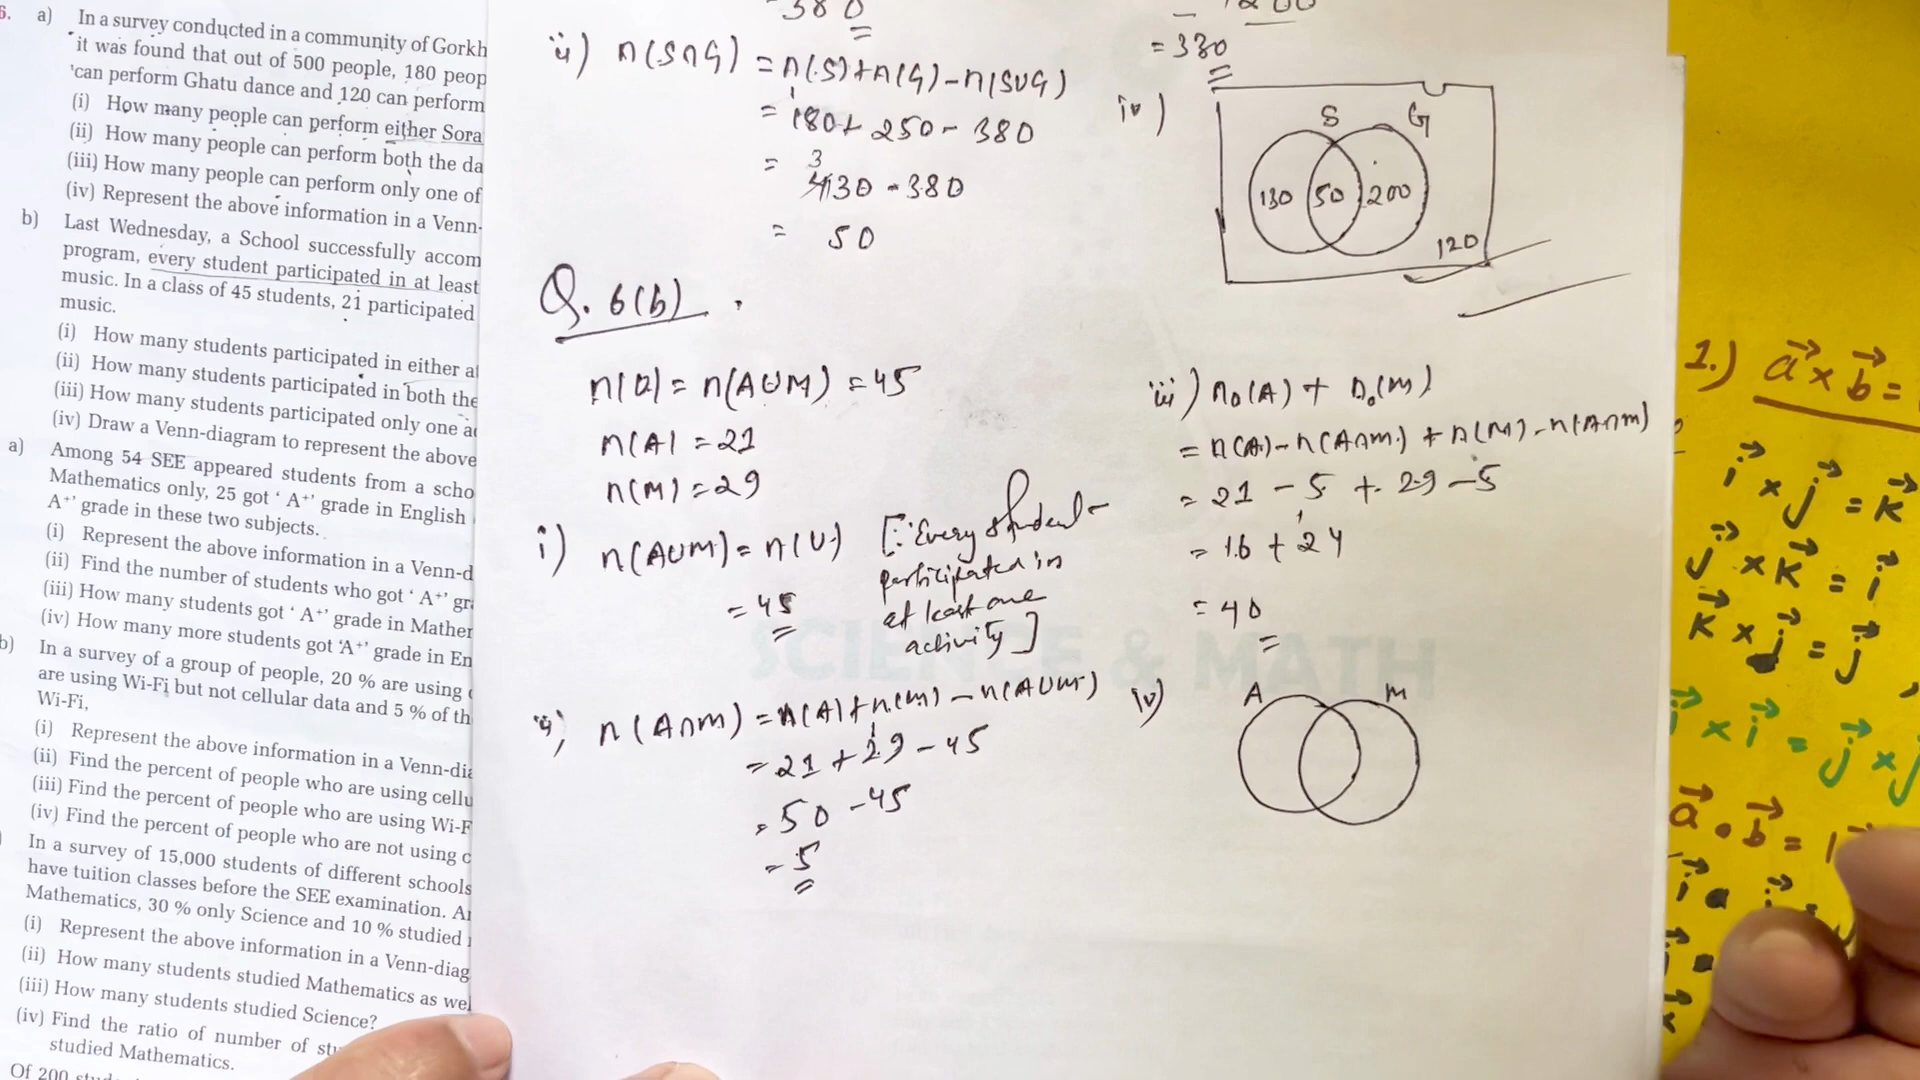 6. a) In a survey conducted in a community of Gorkh
it was found that out of 500 people, 180 peop
can perform Ghatu dance and 120 can perform
(i) How many people can perform either Sora
(ii) How many people can perform both the da
(iii) How many people can perform only one of
(iv) Represent the above information in a Venn-
b) Last Wednesday, a School successfully accom
program, every student participated in at least
music. In a class of 45 students, 21 participated
music.
(i) How many students participated in either a
(ii) How many students participated in both the
(iii) How many students participated only one a
(iv) Draw a Venn-diagram to represent the above
a) Among 54 SEE appeared students from a scho
Mathematics only, 25 got ' A+' grade in English
A+' grade in these two subjects.
(i) Represent the above information in a Venn-d
(ii) Find the number of students who got ' A+' gr
(iii) How many students got ' A+' grade in Mather
(iv) How many more students got 'A+' grade in En
b) In a survey of a group of people, 20 % are using
are using Wi-Fi but not cellular data and 5 % of th
Wi-Fi,
(i) Represent the above information in a Venn-dia
(ii) Find the percent of people who are using cellu
(iii) Find the percent of people who are using Wi-F
(iv) Find the percent of people who are not using c
In a survey of 15,000 students of different schools
have tuition classes before the SEE examination. A
Mathematics, 30 % only Science and 10 % studied
(i) Represent the above information in a Venn-diag
(ii) How many students studied Mathematics as wel
(iii) How many students studied Science?
(iv) Find the ratio of number of stu
studied Mathematics.
Of 200
380
ii) n(S∩G) = n(S)+n(G)-n(SUG)
= 180+ 250- 380
= 430-380
= 50
Q. 6(b).
n(U) = n(AUM) = 45
n(A) = 21
n(M) = 29
i) n(AUM) = n(U) [∵ Every student
participated in
at least one
activity]
= 45
ii) n(A∩M) = n(A)+n(M)-n(AUM)
= 21+29-45
= 50-45
= 5
= 330
iv)
S G
130 50 200
120
iii) n₀(A) + n₀(M)
= n(A)-n(A∩M) + n(M)-n(A∩M)
= 21 - 5 + 29 - 5
= 16 + 24
= 40
iv)
A M
SCIENCE & MATH
1.) a⃗ × b⃗ =
i⃗ × j⃗ = k⃗
j⃗ × k⃗ = i⃗
k⃗ × j⃗ = j⃗
i⃗ × i⃗ = j⃗ × j⃗
a⃗ . b⃗ =